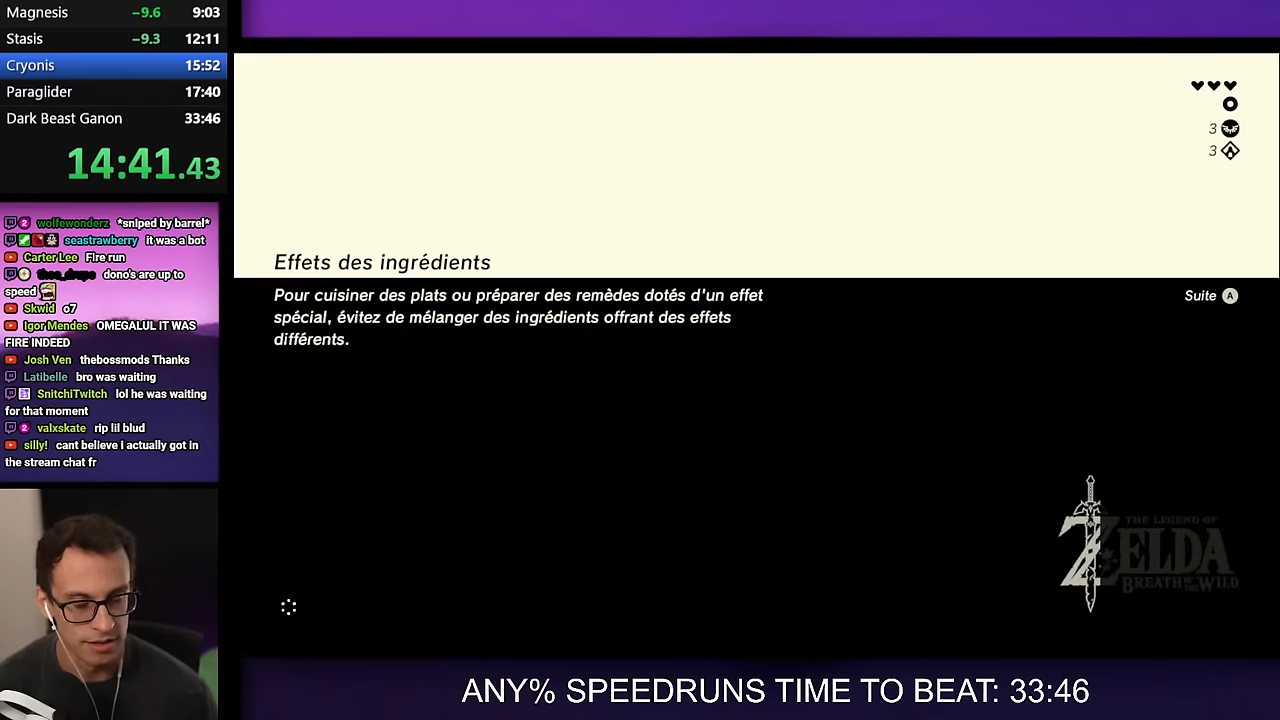 Magnesis -9.6 9:03
Stasis -9.3 12:11
Cryonis 15:52
Paraglider 17:40
Dark Beast Ganon 33:46
14:41.43
2 wolfewonderz *sniped by barrel*
seastrawberry it was a bot
Carter Lee Fire run
dono's are up to
speed
Skwid o7
Igor Mendes OMEGALUL IT WAS
FIRE INDEED
Josh Ven thebossmods Thanks
Latibelle bro was waiting
SnitchITwitch lol he was waiting
for that moment
2 valxskate rip lil blud
silly! cant believe i actually got in
the stream chat fr
3
3
Effets des ingrédients
Pour cuisiner des plats ou préparer des remèdes dotés d'un effet
spécial, évitez de mélanger des ingrédients offrant des effets
différents.
Suite A
THE LEGEND OF
ZELDA
BREATH OF THE WILD
ANY% SPEEDRUNS TIME TO BEAT: 33:46